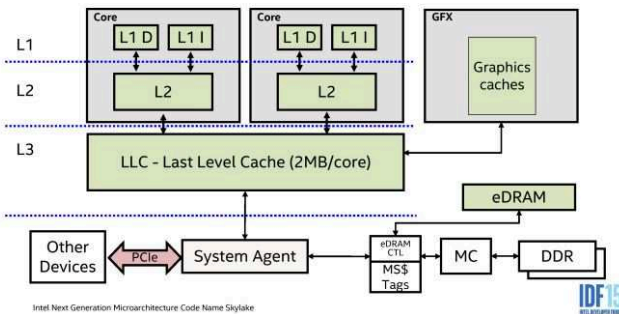 Core
Core
GFX
L1
L1 D
L1 I
L1 D
L1 I
Graphics
caches
L2
L2
L2
L3
LLC - Last Level Cache (2MB/core)
eDRAM
Other
Devices
PCIe
System Agent
eDRAM
CTL
MS$
Tags
MC
DDR
Intel Next Generation Microarchitecture Code Name Skylake
IDF15